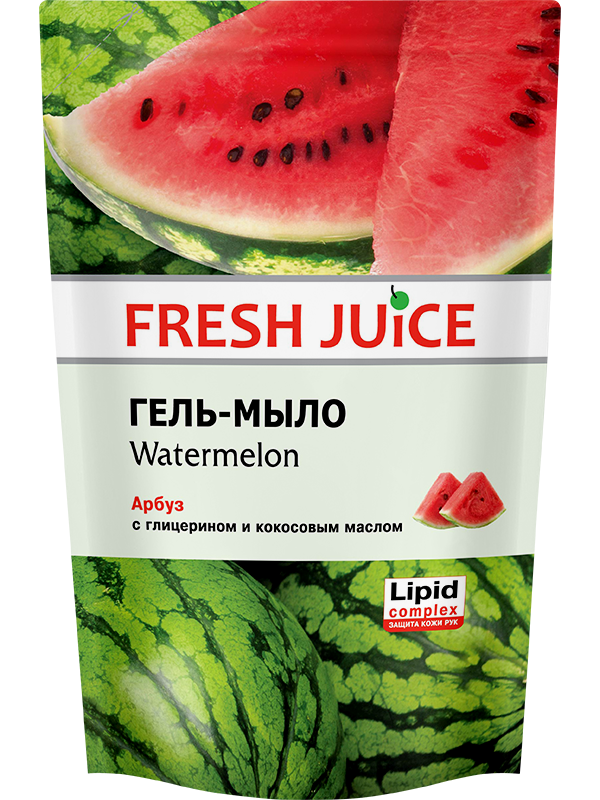 FRESH JUICE
ГЕЛЬ-МЫЛО
Watermelon
Арбуз
с глицерином и кокосовым маслом
Lipid
complex
ЗАЩИТА КОЖИ РУК